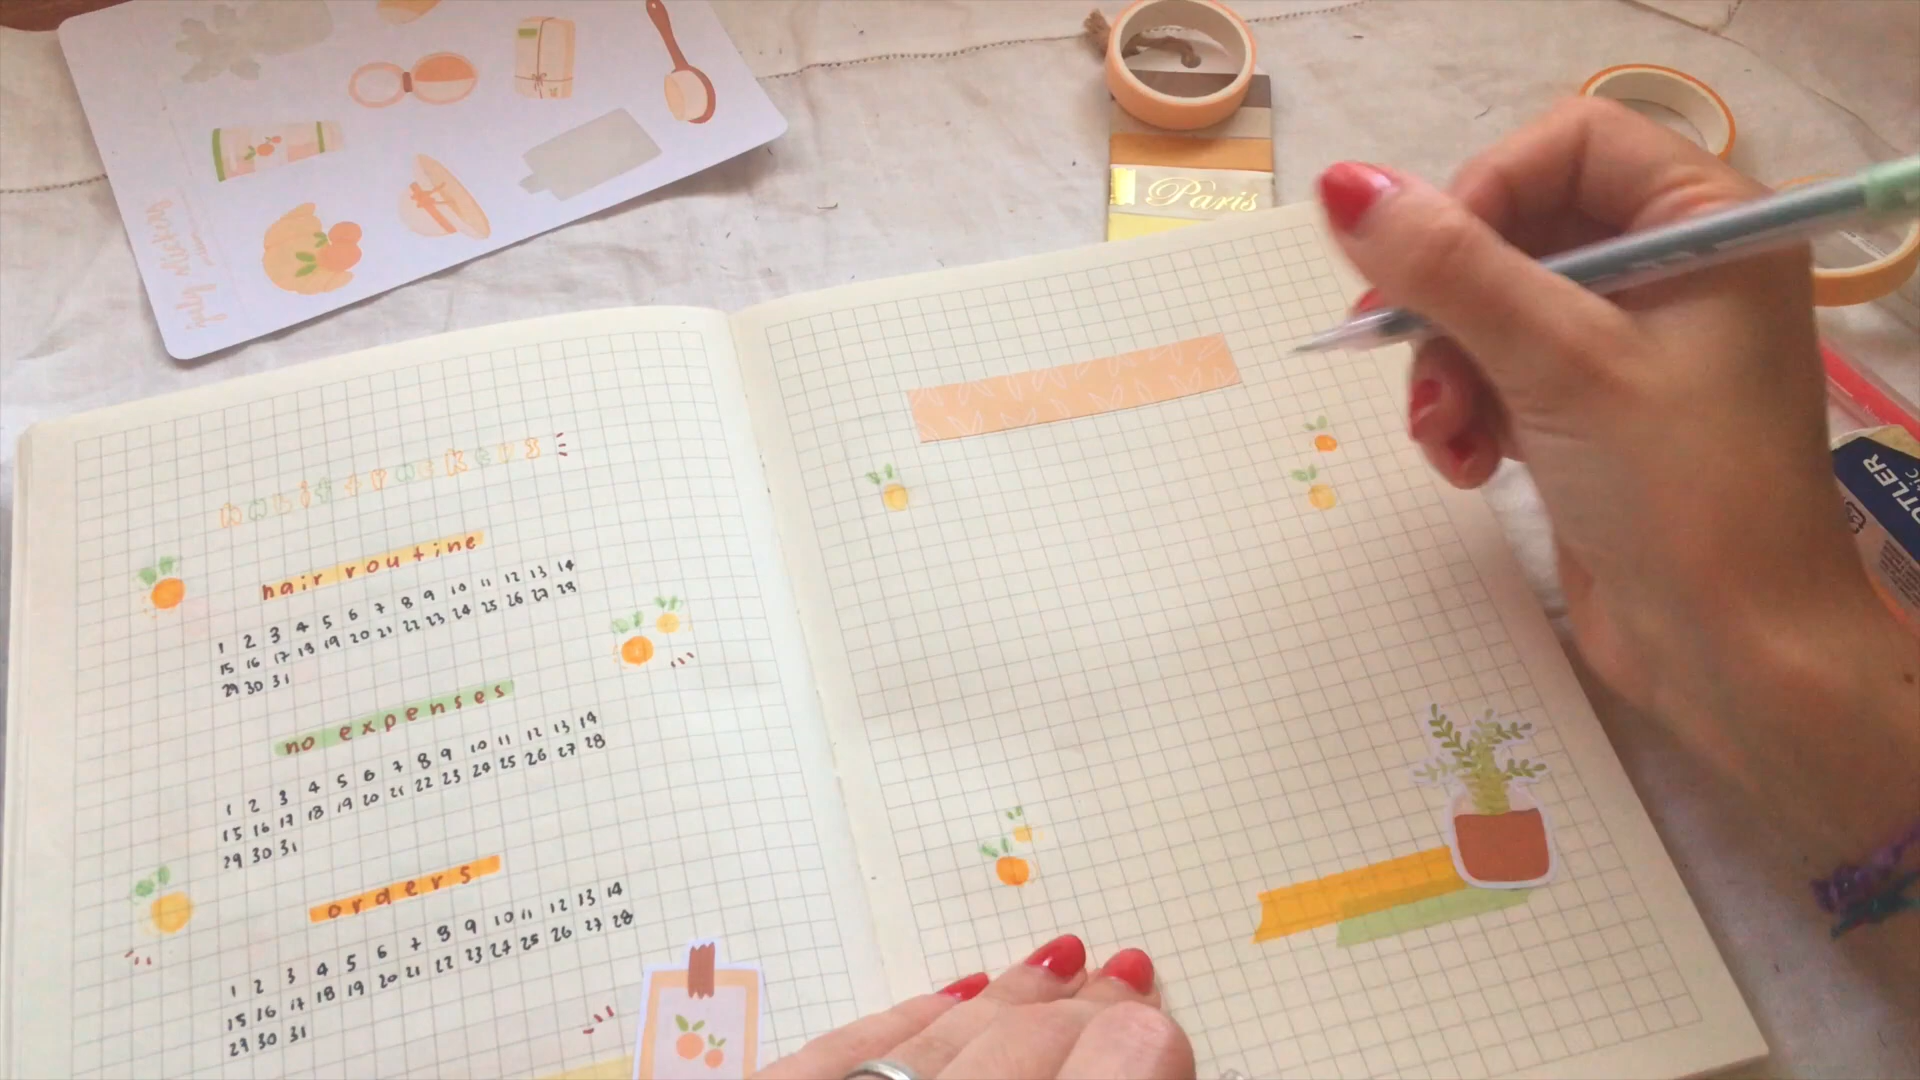 Paris
habit trackers
hair routine
1 2 3 4 5 6 7 8 9 10 11 12 13 14
15 16 17 18 19 20 21 22 23 24 25 26 27 28
29 30 31
no expenses
1 2 3 4 5 6 7 8 9 10 11 12 13 14
15 16 17 18 19 20 21 22 23 24 25 26 27 28
29 30 31
orders
1 2 3 4 5 6 7 8 9 10 11 12 13 14
15 16 17 18 19 20 21 22 23 24 25 26 27 28
29 30 31